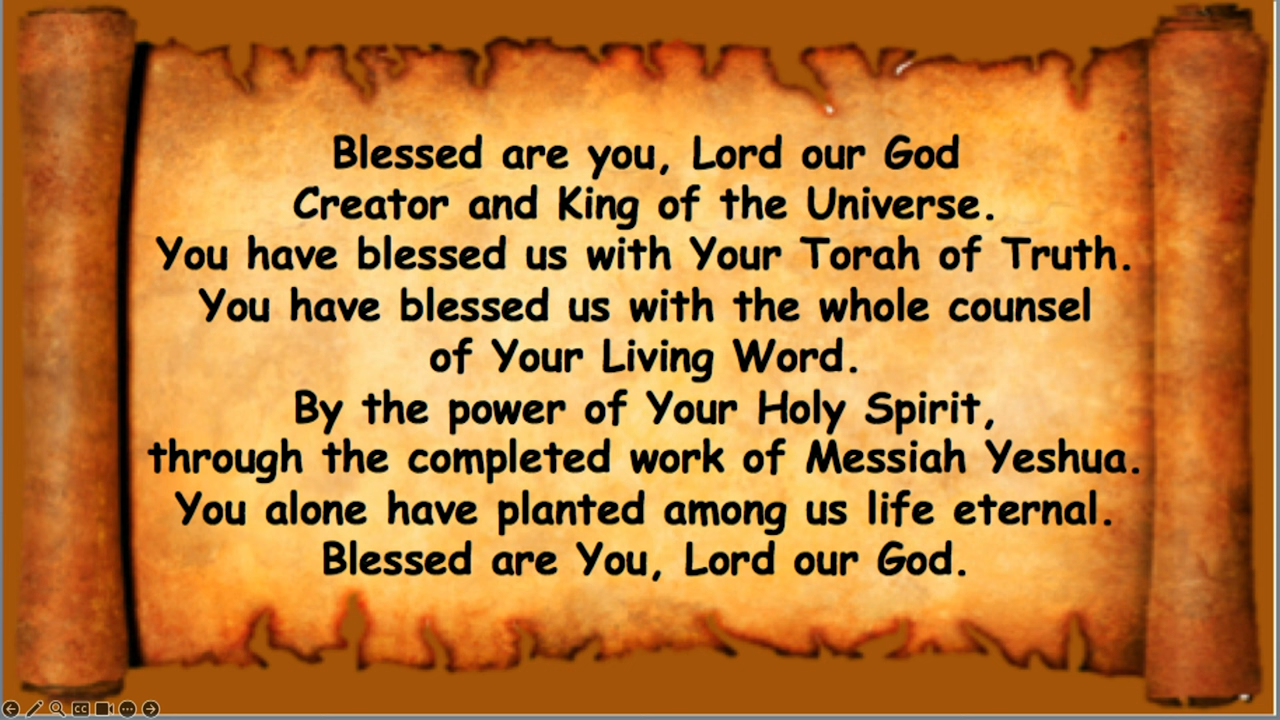 Blessed are you, Lord our God
Creator and King of the Universe.
You have blessed us with Your Torah of Truth.
You have blessed us with the whole counsel
of Your Living Word.
By the power of Your Holy Spirit,
through the completed work of Messiah Yeshua.
You alone have planted among us life eternal.
Blessed are You, Lord our God.
CC